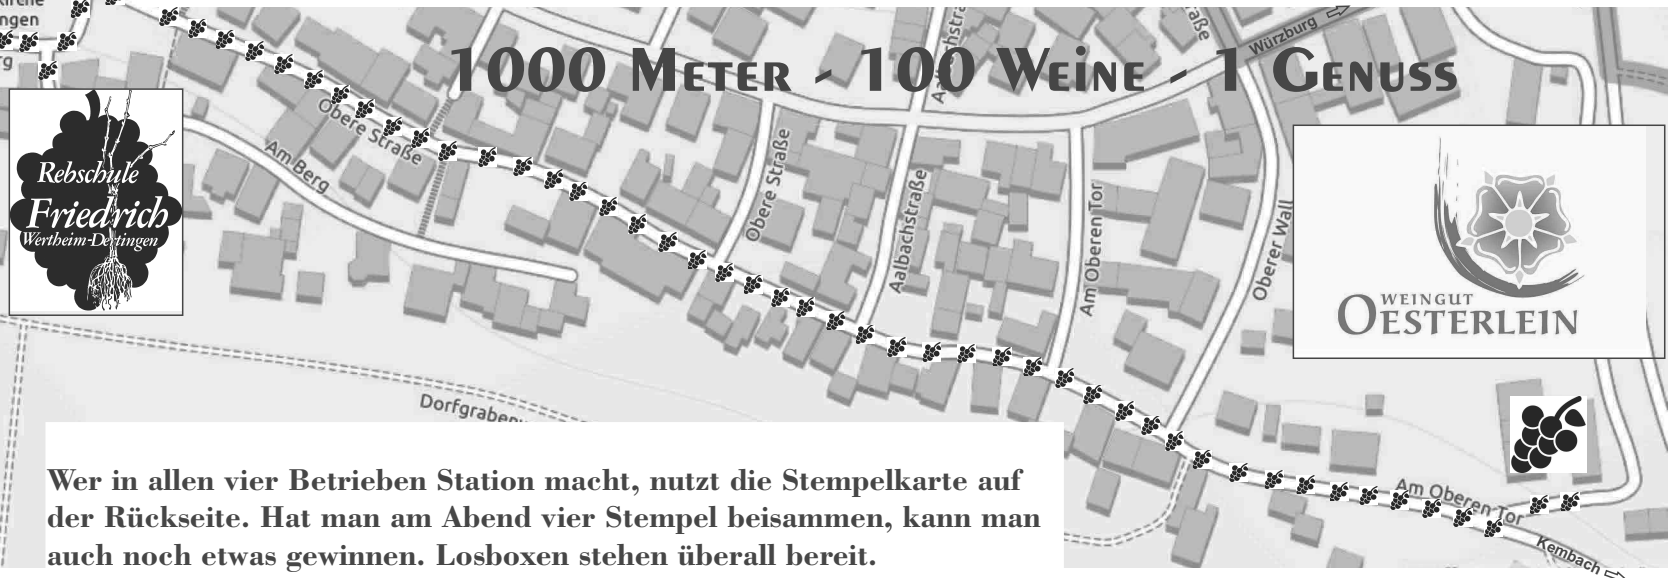 ngen
1000 Meter - 100 Weine - 1 Genuss
Würzburg
Obere Straße
Am Berg
Rebschule
Friedrich
Wertheim-Dertingen
Obere Straße
Aalbachstraße
Am Oberen Tor
Oberer Wall
WEINGUT
OESTERLEIN
Dorfgraben
Am Oberen Tor
Kembach
Wer in allen vier Betrieben Station macht, nutzt die Stempelkarte auf
der Rückseite. Hat man am Abend vier Stempel beisammen, kann man
auch noch etwas gewinnen. Losboxen stehen überall bereit.